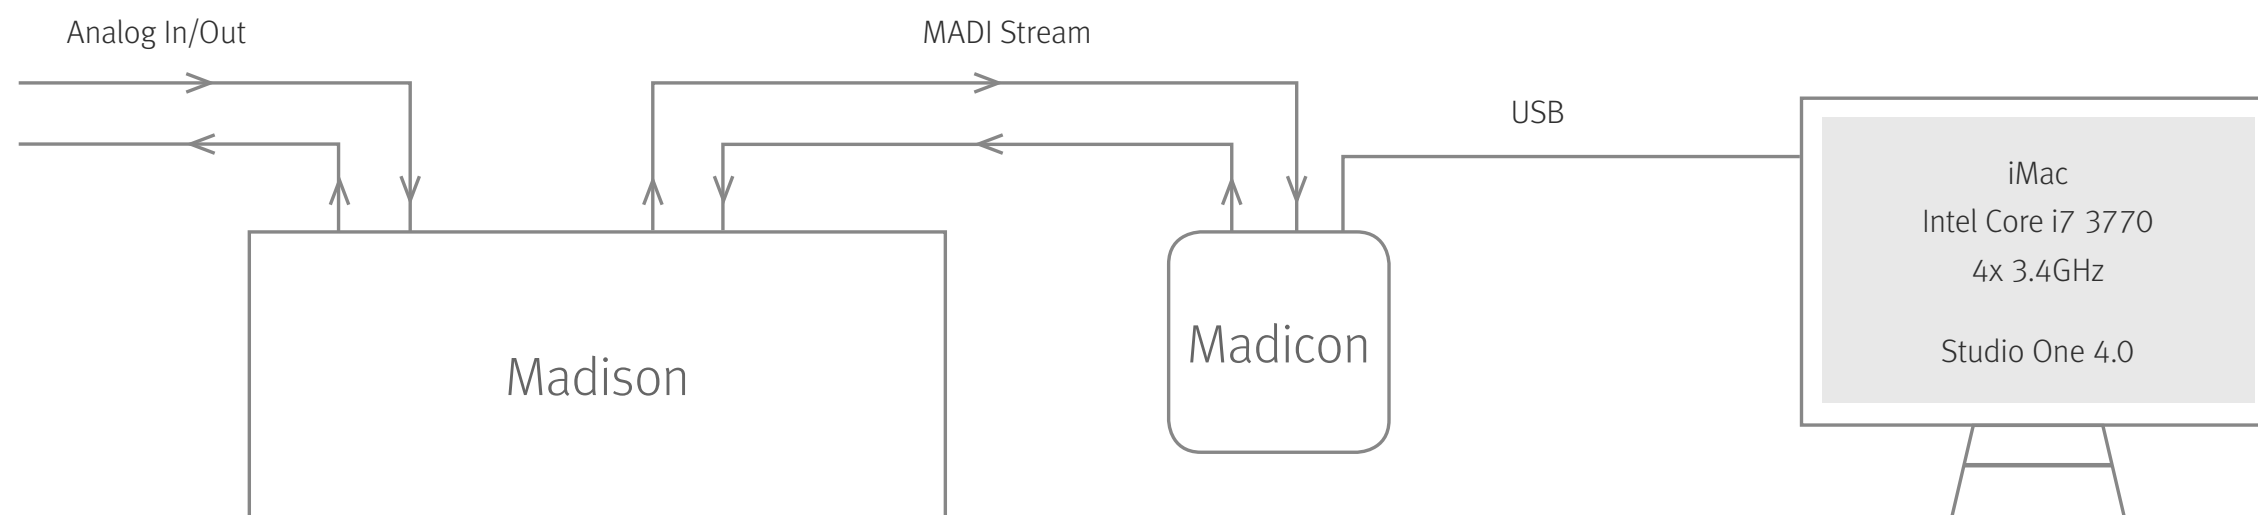 Analog In/Out
MADI Stream
USB
iMac
Intel Core i7 3770
4x 3.4GHz
Studio One 4.0
Madison
Madicon